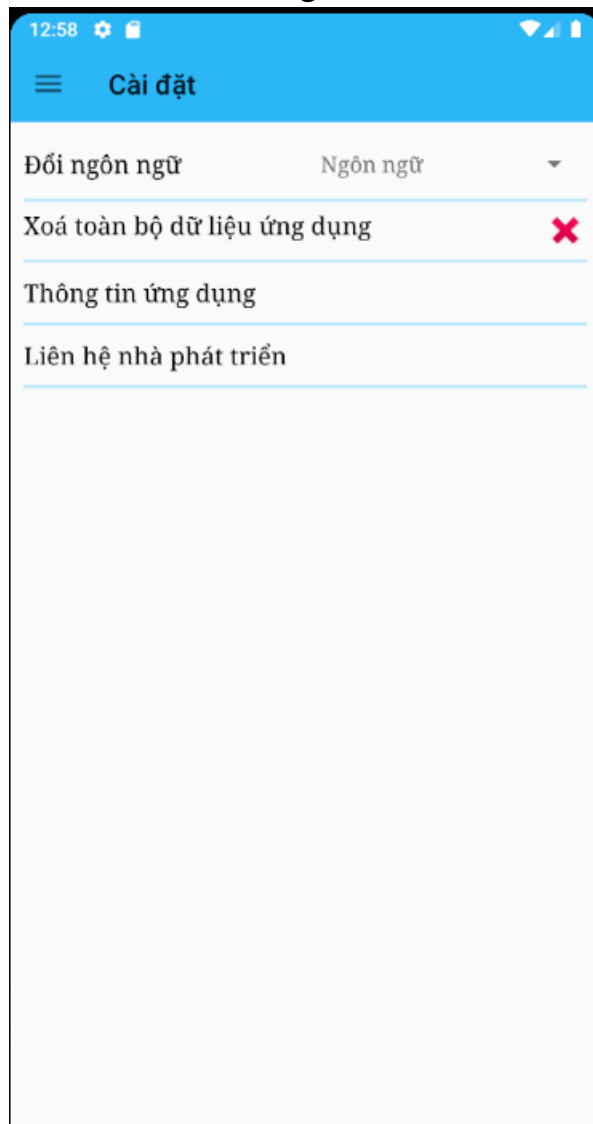 12:58
Cài đặt
Đổi ngôn ngữ Ngôn ngữ
Xoá toàn bộ dữ liệu ứng dụng
Thông tin ứng dụng
Liên hệ nhà phát triển